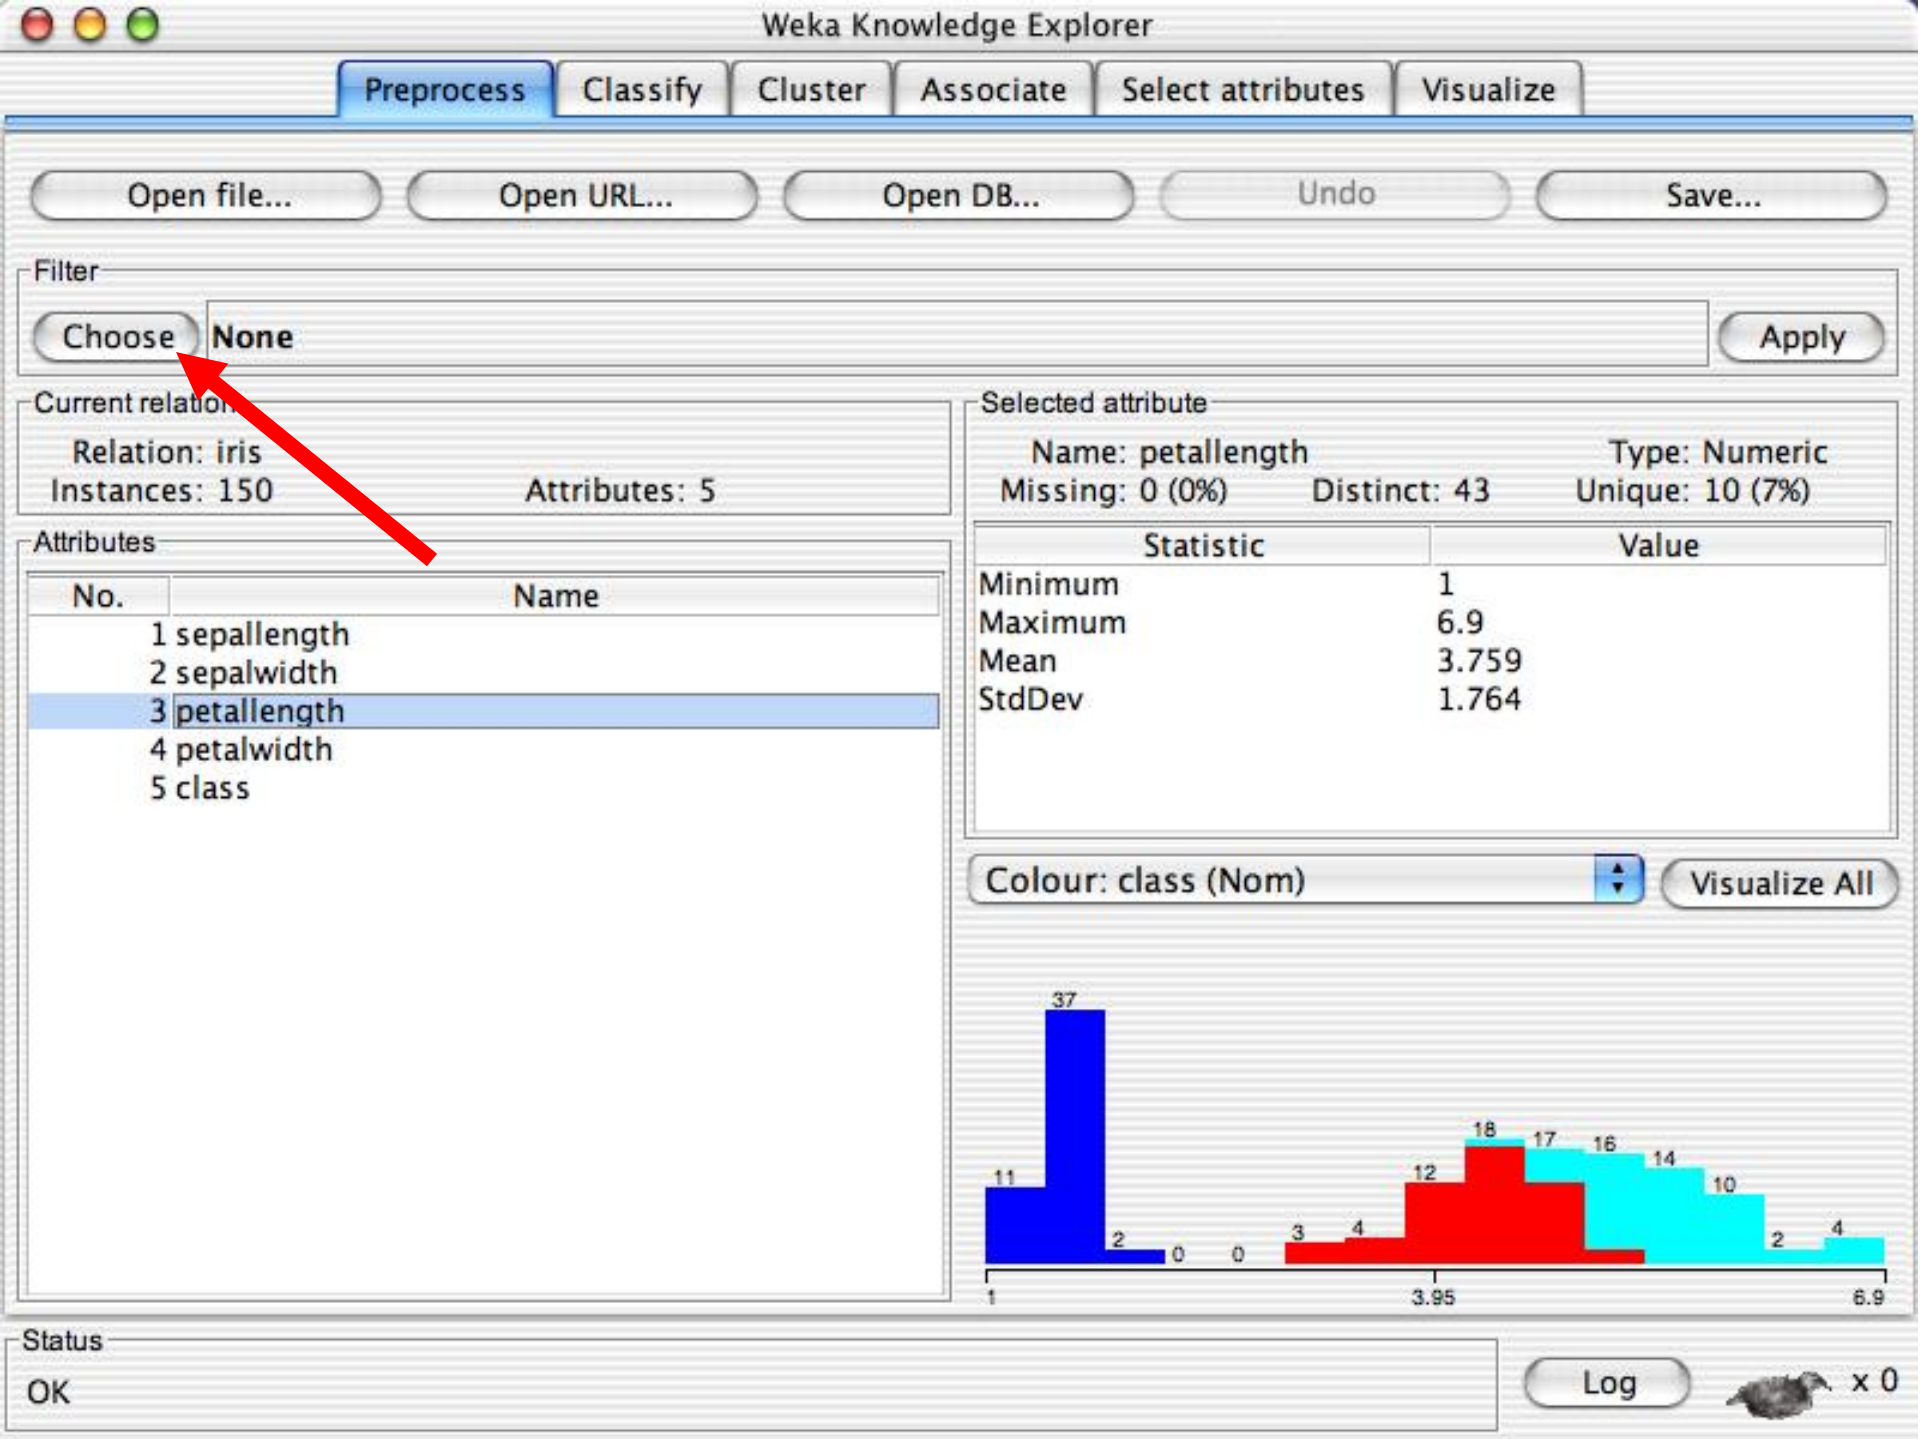 Weka Knowledge Explorer
Preprocess Classify Cluster Associate Select attributes Visualize
Open file... Open URL... Open DB... Undo Save...
Filter
Choose None Apply
Current relation
Relation: iris
Instances: 150 Attributes: 5
Attributes
No. Name
1 sepallength
2 sepalwidth
3 petallength
4 petalwidth
5 class
Selected attribute
Name: petallength Type: Numeric
Missing: 0 (0%) Distinct: 43 Unique: 10 (7%)
Statistic Value
Minimum 1
Maximum 6.9
Mean 3.759
StdDev 1.764
Colour: class (Nom) Visualize All
11 37 2 0 0 3 4 12 18 17 16 14 10 2 4
1 3.95 6.9
Status
OK
Log x 0